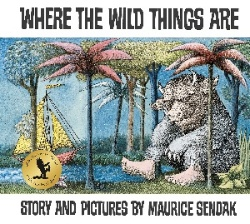 WHERE THE WILD THINGS ARE
STORY AND PICTURES BY MAURICE SENDAK